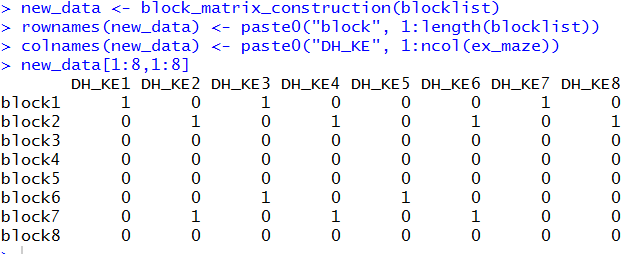 > new_data <- block_matrix_construction(blocklist)
> rownames(new_data) <- paste0("block", 1:length(blocklist))
> colnames(new_data) <- paste0("DH_KE", 1:ncol(ex_maze))
> new_data[1:8,1:8]
       DH_KE1 DH_KE2 DH_KE3 DH_KE4 DH_KE5 DH_KE6 DH_KE7 DH_KE8
block1      1      0      1      0      0      0      1      0
block2      0      1      0      1      0      1      0      1
block3      0      0      0      0      0      0      0      0
block4      0      0      0      0      0      0      0      0
block5      0      0      0      0      0      0      0      0
block6      0      0      1      0      1      0      0      0
block7      0      1      0      1      0      1      0      0
block8      0      0      0      0      0      0      0      0
>